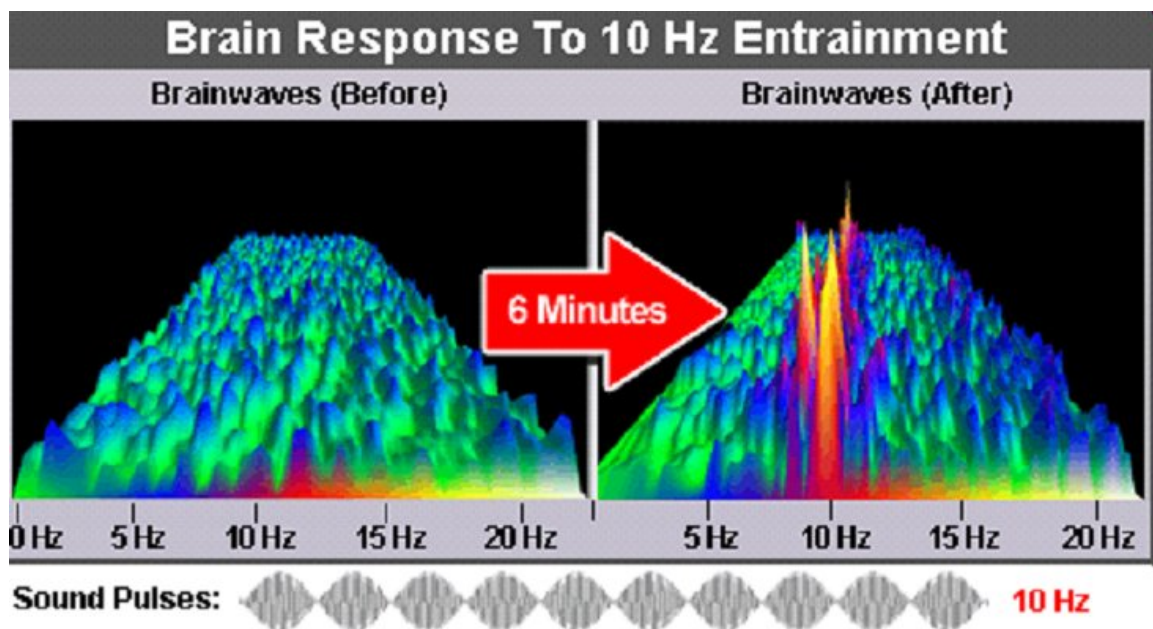 Brain Response To 10 Hz Entrainment
Brainwaves (Before)
Brainwaves (After)
6 Minutes
0 Hz 5 Hz 10 Hz 15 Hz 20 Hz
5 Hz 10 Hz 15 Hz 20 Hz
Sound Pulses: 10 Hz